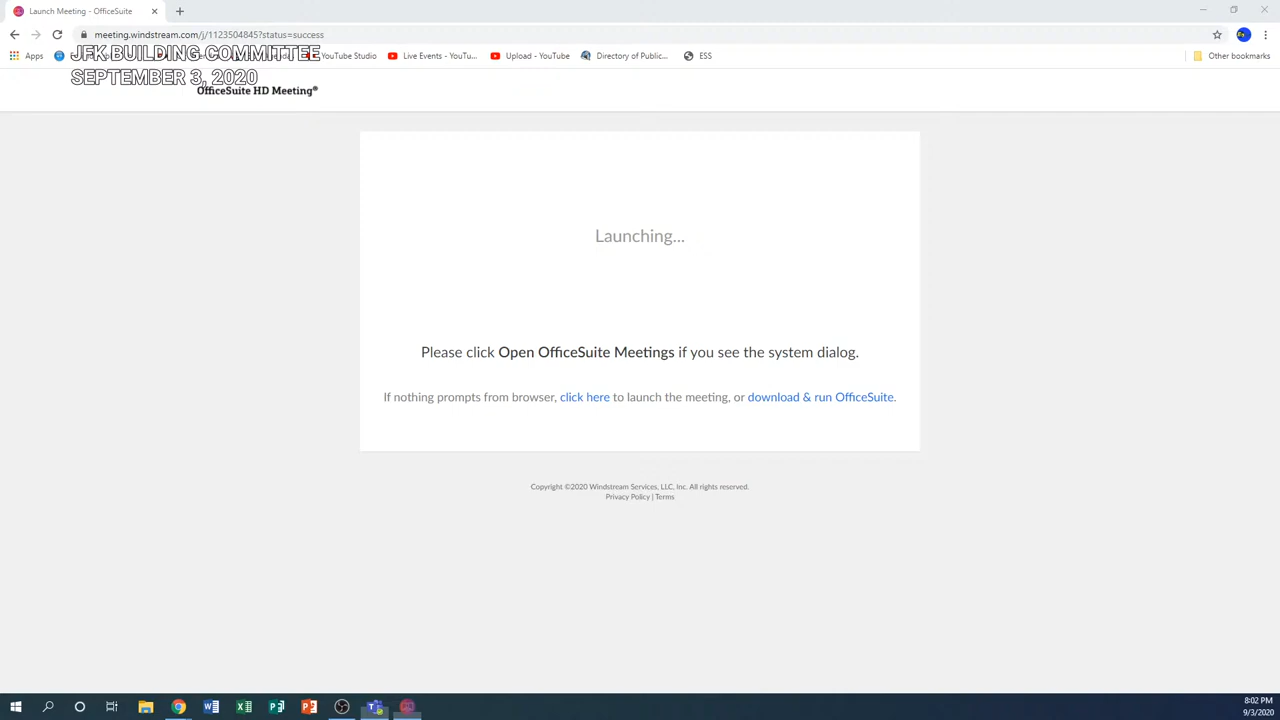 Launch Meeting - OfficeSuite
meeting.windstream.com/j/1123504845?status=success
Apps
YouTube Studio
Live Events - YouTu...
Upload - YouTube
Directory of Public...
ESS
Other bookmarks
JFK BUILDING COMMITTEE
SEPTEMBER 3, 2020
OfficeSuite HD Meeting®
Launching...
Please click Open OfficeSuite Meetings if you see the system dialog.
If nothing prompts from browser, click here to launch the meeting, or download & run OfficeSuite.
Copyright ©2020 Windstream Services, LLC, Inc. All rights reserved.
Privacy Policy | Terms
8:02 PM
9/3/2020